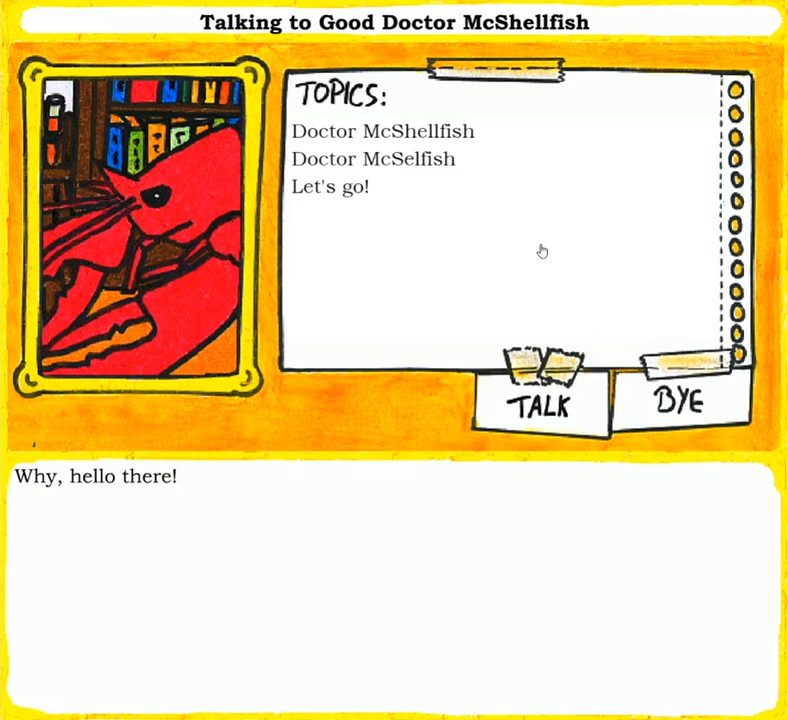 Talking to Good Doctor McShellfish
TOPICS:
Doctor McShellfish
Doctor McSelfish
Let's go!
TALK
BYE
Why, hello there!